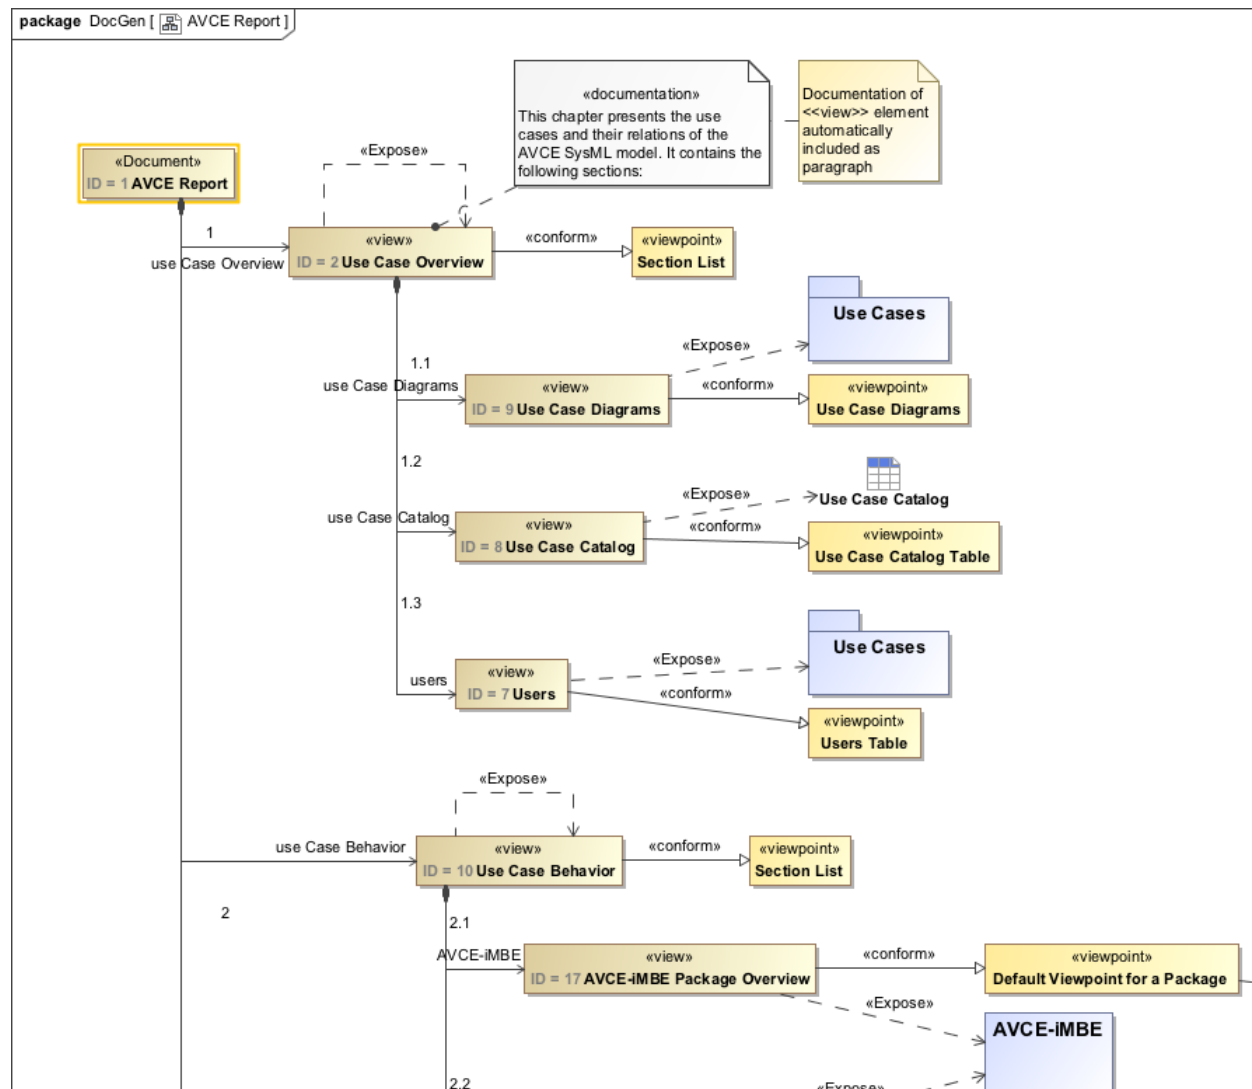 package DocGen [ AVCE Report ]
«documentation»
This chapter presents the use
cases and their relations of the
AVCE SysML model. It contains the
following sections:
Documentation of
<<view>> element
automatically
included as
paragraph
«Document»
ID = 1 AVCE Report
«Expose»
1
use Case Overview
«view»
ID = 2 Use Case Overview
«conform»
«viewpoint»
Section List
Use Cases
1.1
«Expose»
use Case Diagrams
«view»
ID = 9 Use Case Diagrams
«conform»
«viewpoint»
Use Case Diagrams
1.2
«Expose»
Use Case Catalog
use Case Catalog
«view»
ID = 8 Use Case Catalog
«conform»
«viewpoint»
Use Case Catalog Table
1.3
Use Cases
«Expose»
users
«view»
ID = 7 Users
«conform»
«viewpoint»
Users Table
«Expose»
use Case Behavior
«view»
ID = 10 Use Case Behavior
«conform»
«viewpoint»
Section List
2
2.1
AVCE-iMBE
«view»
ID = 17 AVCE-iMBE Package Overview
«conform»
«viewpoint»
Default Viewpoint for a Package
«Expose»
AVCE-iMBE
2.2
«Expose»